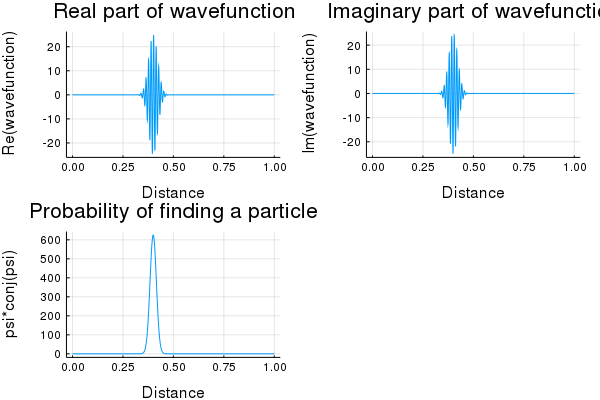 Real part of wavefunction
Re(wavefunction)
20
10
0
-10
-20
0.00 0.25 0.50 0.75 1.00
Distance
Imaginary part of wavefunctio
Im(wavefunction)
20
10
0
-10
-20
0.00 0.25 0.50 0.75 1.00
Distance
Probability of finding a particle
psi*conj(psi)
600
500
400
300
200
100
0
0.00 0.25 0.50 0.75 1.00
Distance